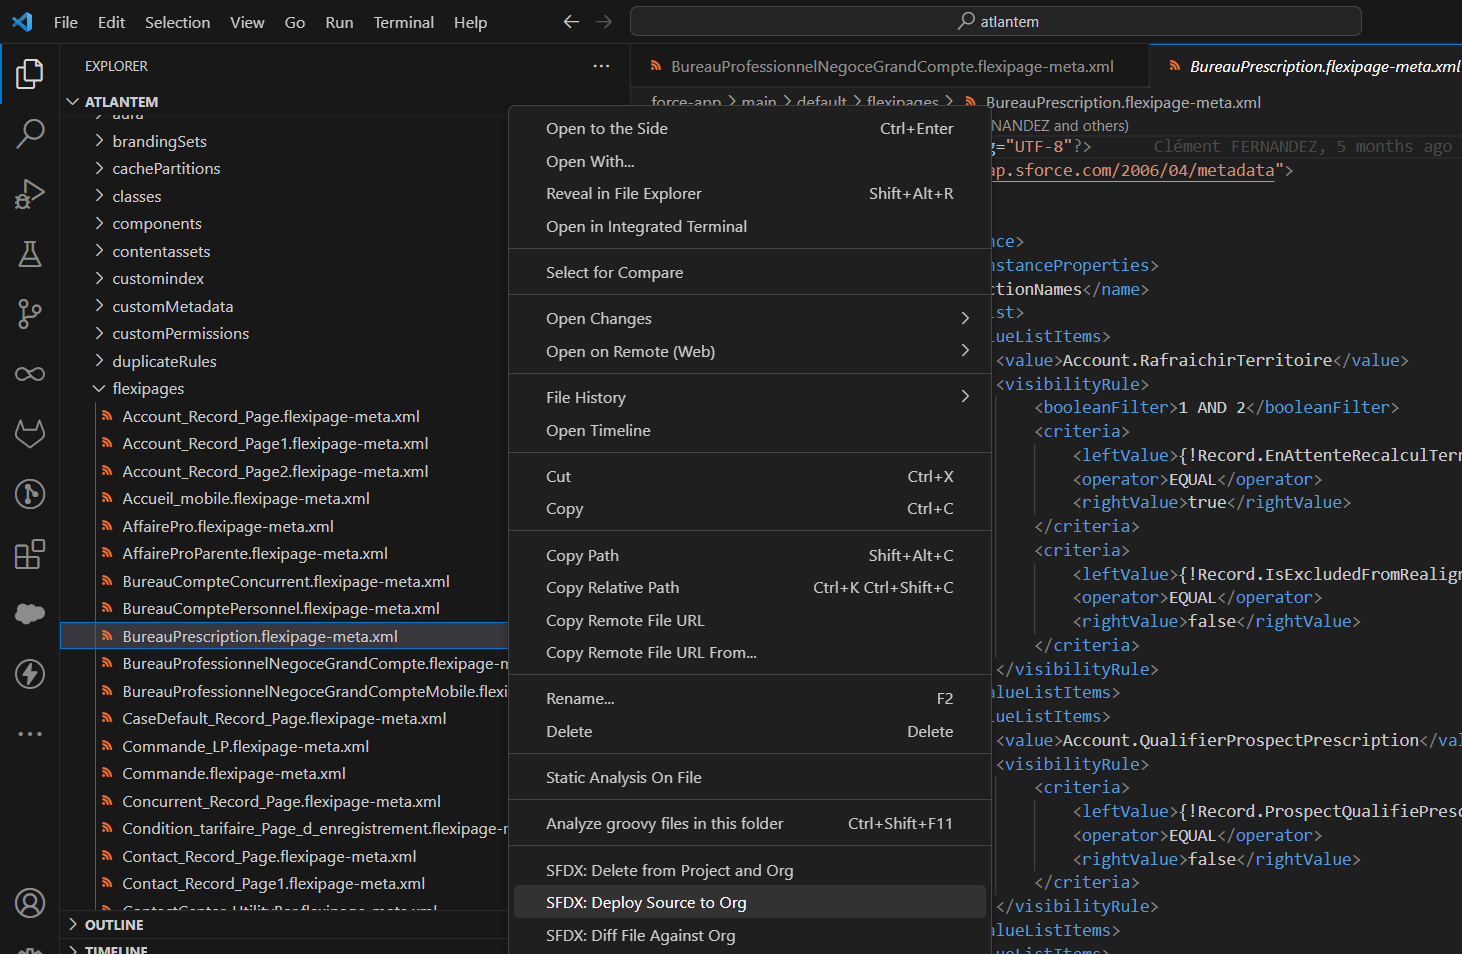 File Edit Selection View Go Run Terminal Help
atlantem
EXPLORER
ATLANTEM
aura
brandingSets
cachePartitions
classes
components
contentassets
customindex
customMetadata
customPermissions
duplicateRules
flexipages
Account_Record_Page.flexipage-meta.xml
Account_Record_Page1.flexipage-meta.xml
Account_Record_Page2.flexipage-meta.xml
Accueil_mobile.flexipage-meta.xml
AffairePro.flexipage-meta.xml
AffaireProParente.flexipage-meta.xml
BureauCompteConcurrent.flexipage-meta.xml
BureauComptePersonnel.flexipage-meta.xml
BureauPrescription.flexipage-meta.xml
BureauProfessionnelNegoceGrandCompte.flexipage-m
BureauProfessionnelNegoceGrandCompteMobile.flexi
CaseDefault_Record_Page.flexipage-meta.xml
Commande_LP.flexipage-meta.xml
Commande.flexipage-meta.xml
Concurrent_Record_Page.flexipage-meta.xml
Condition_tarifaire_Page_d_enregistrement.flexipage-m
Contact_Record_Page.flexipage-meta.xml
Contact_Record_Page1.flexipage-meta.xml
ContactCenter_UtilityBar.flexipage-meta.xml
OUTLINE
TIMELINE
Open to the Side Ctrl+Enter
Open With...
Reveal in File Explorer Shift+Alt+R
Open in Integrated Terminal
Select for Compare
Open Changes
Open on Remote (Web)
File History
Open Timeline
Cut Ctrl+X
Copy Ctrl+C
Copy Path Shift+Alt+C
Copy Relative Path Ctrl+K Ctrl+Shift+C
Copy Remote File URL
Copy Remote File URL From...
Rename... F2
Delete Delete
Static Analysis On File
Analyze groovy files in this folder Ctrl+Shift+F11
SFDX: Delete from Project and Org
SFDX: Deploy Source to Org
SFDX: Diff File Against Org
BureauProfessionnelNegoceGrandCompte.flexipage-meta.xml BureauPrescription.flexipage-meta.xml
force-app > main > default > flexipages > BureauPrescription.flexipage-meta.xml
NANDEZ and others)
g="UTF-8"?> Clément FERNANDEZ, 5 months ago
ap.sforce.com/2006/04/metadata">
nce>
nstanceProperties>
ctionNames</name>
ist>
lueListItems>
<value>Account.RafraichirTerritoire</value>
<visibilityRule>
<booleanFilter>1 AND 2</booleanFilter>
<criteria>
<leftValue>{!Record.EnAttenteRecalculTerr
<operator>EQUAL</operator>
<rightValue>true</rightValue>
</criteria>
<criteria>
<leftValue>{!Record.IsExcludedFromRealign
<operator>EQUAL</operator>
<rightValue>false</rightValue>
</criteria>
</visibilityRule>
alueListItems>
lueListItems>
<value>Account.QualifierProspectPrescription</val
<visibilityRule>
<criteria>
<leftValue>{!Record.ProspectQualifiePresc
<operator>EQUAL</operator>
<rightValue>false</rightValue>
</criteria>
</visibilityRule>
alueListItems>
lueListItems>